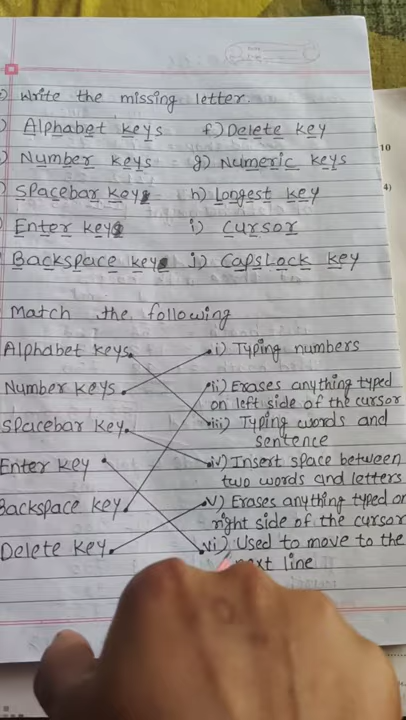 Write the missing letter.
Alphabet keys f) Delete key
Number keys g) Numeric keys
Spacebar key h) Longest key
Enter key i) Cursor
Backspace key j) CapsLock key
Match the following
Alphabet keys i) Typing numbers
Number keys ii) Erases anything typed
on left side of the cursor
Spacebar key iii) Typing words and
sentence
Enter key iv) Insert space between
two words and letters
Backspace key v) Erases anything typed on
right side of the cursor
Delete key vi) Used to move to the
next line
10
4)